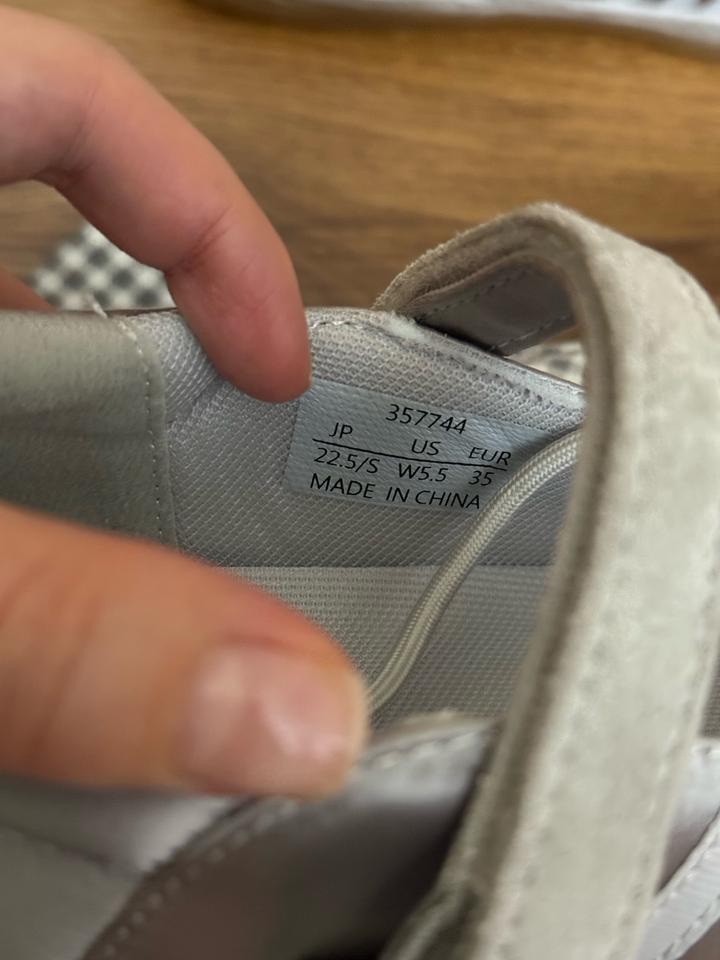 357744
JP US EUR
22.5/S W5.5 35
MADE IN CHINA